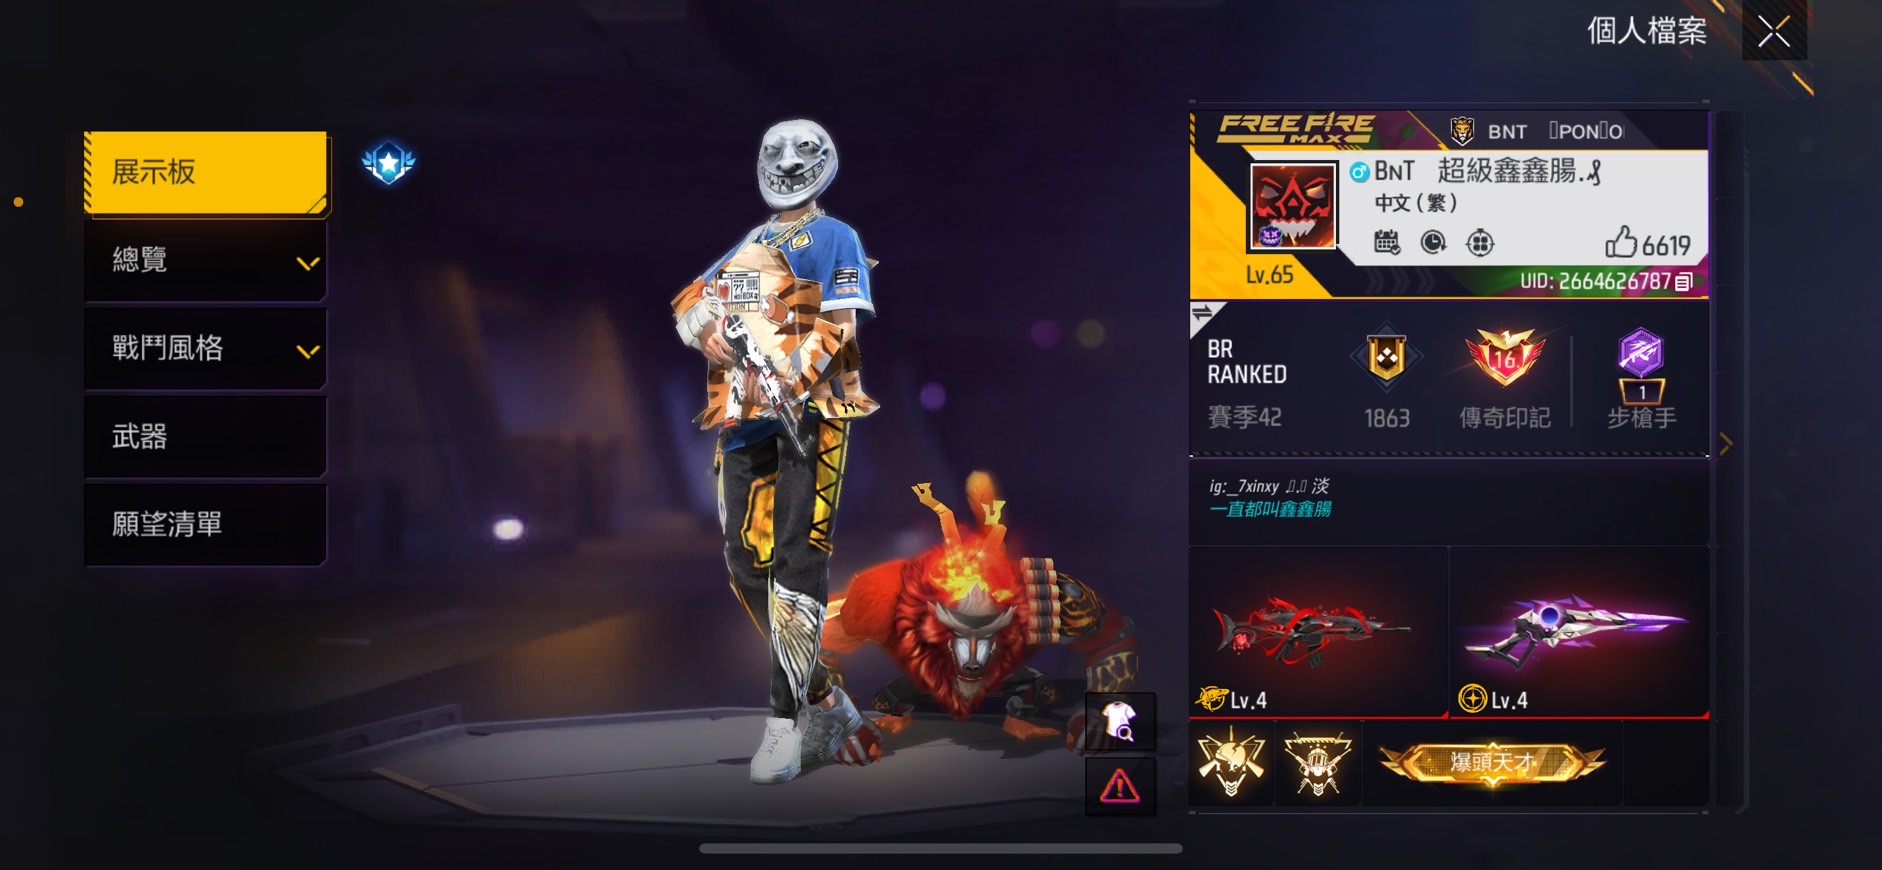 個人檔案
展示板
總覽
戰鬥風格
武器
願望清單
FREE FIRE
MAX
BNT
BNT 超級鑫鑫腸.
中文(繁)
6619
Lv.65
UID: 2664626787
BR
RANKED
賽季42
1863
16
傳奇印記
1
步槍手
ig:_7xinxy 淡
一直都叫鑫鑫腸
Lv.4
Lv.4
爆頭天才